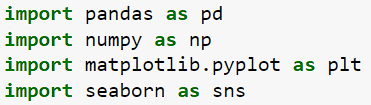 import pandas as pd
import numpy as np
import matplotlib.pyplot as plt
import seaborn as sns